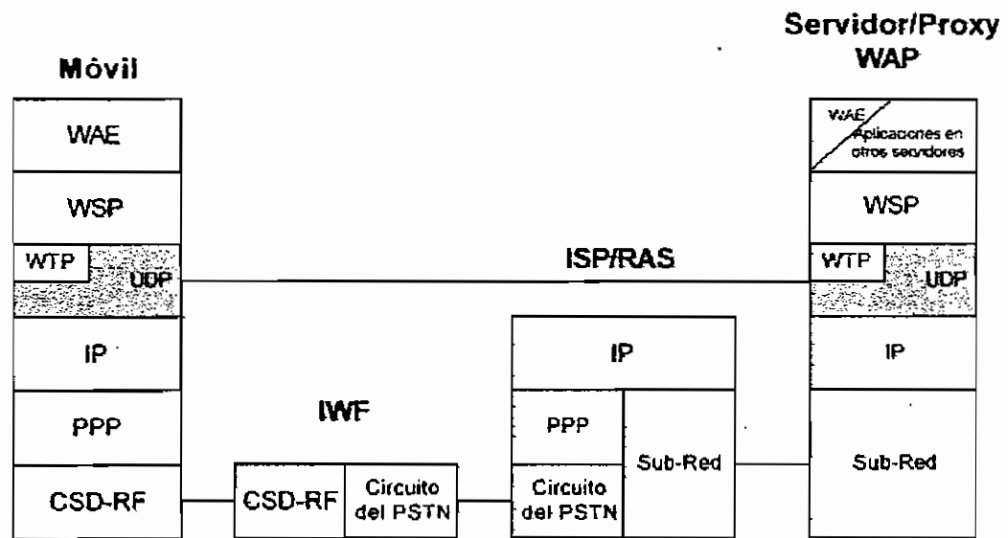 Servidor/Proxy
WAP
Móvil
WAE
WSP
WTP
UDP
IP
PPP
CSD-RF
IWF
CSD-RF
Circuito
del PSTN
ISP/RAS
IP
PPP
Sub-Red
Circuito
del PSTN
WAE
Aplicaciones en
otros servidores
WSP
WTP
UDP
IP
Sub-Red